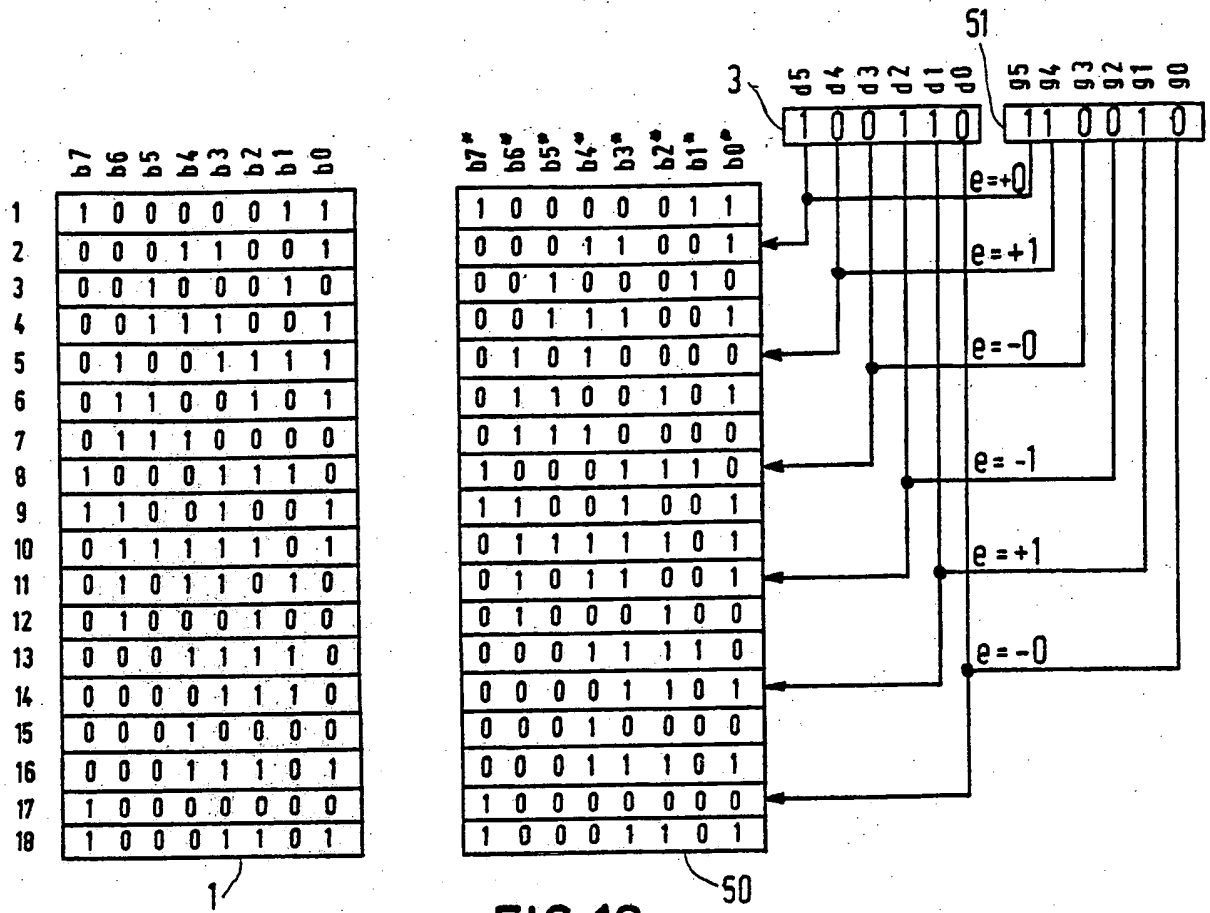 51
3
d5 d4 d3 d2 d1 d0 g5 g4 g3 g2 g1 g0
1 0 0 1 1 0 1 1 0 0 1 0
b7 b6 b5 b4 b3 b2 b1 b0 b7* b6* b5* b4* b3* b2* b1* b0*
e=+0
1 1 0 0 0 0 0 1 1 1 0 0 0 0 0 1 1
2 0 0 0 1 1 0 0 1 0 0 0 1 1 0 0 1
e=+1
3 0 0 1 0 0 0 1 0 0 0 1 0 0 0 1 0
4 0 0 1 1 1 0 0 1 0 0 1 1 1 0 0 1
e=-0
5 0 1 0 0 1 1 1 1 0 1 0 1 0 0 0 0
6 0 1 1 0 0 1 0 1 0 1 1 0 0 1 0 1
7 0 1 1 1 0 0 0 0 0 1 1 1 0 0 0 0
e=-1
8 1 0 0 0 1 1 1 0 1 0 0 0 1 1 1 0
9 1 1 0 0 1 0 0 1 1 1 0 0 1 0 0 1
10 0 1 1 1 1 1 0 1 0 1 1 1 1 1 0 1
e=+1
11 0 1 0 1 1 0 1 0 0 1 0 1 1 0 0 1
12 0 1 0 0 0 1 0 0 0 1 0 0 0 1 0 0
13 0 0 0 1 1 1 1 0 0 0 0 1 1 1 1 0
e=-0
14 0 0 0 0 1 1 1 0 0 0 0 0 1 1 0 1
15 0 0 0 1 0 0 0 0 0 0 0 1 0 0 0 0
16 0 0 0 1 1 1 0 1 0 0 0 1 1 1 0 1
17 1 0 0 0 0 0 0 0 1 0 0 0 0 0 0 0
18 1 0 0 0 1 1 0 1 1 0 0 0 1 1 0 1
1 50